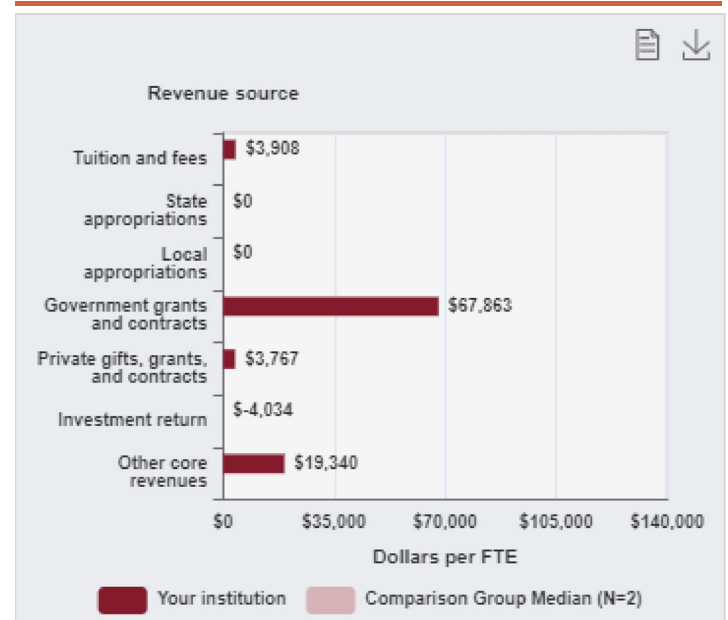 Revenue source
Tuition and fees
$3,908
State
appropriations
$0
Local
appropriations
$0
Government grants
and contracts
$67,863
Private gifts, grants,
and contracts
$3,767
Investment return
$-4,034
Other core
revenues
$19,340
$0 $35,000 $70,000 $105,000 $140,000
Dollars per FTE
Your institution Comparison Group Median (N=2)